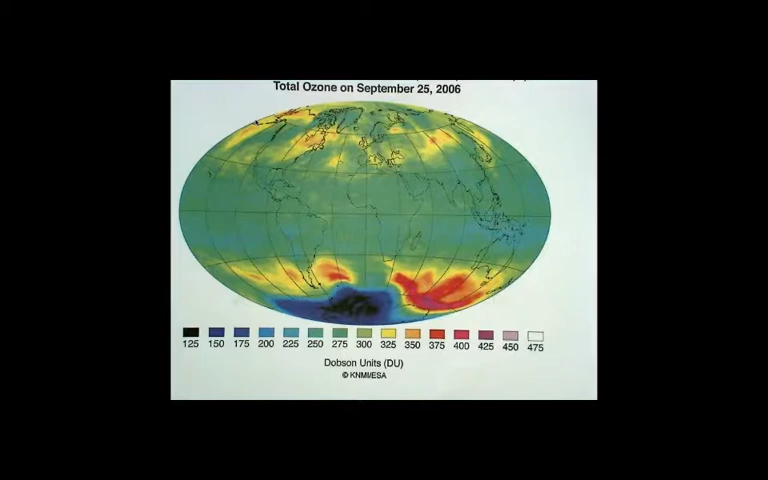 Total Ozone on September 25, 2006
125 150 175 200 225 250 275 300 325 350 375 400 425 450 475
Dobson Units (DU)
© KNMI/ESA